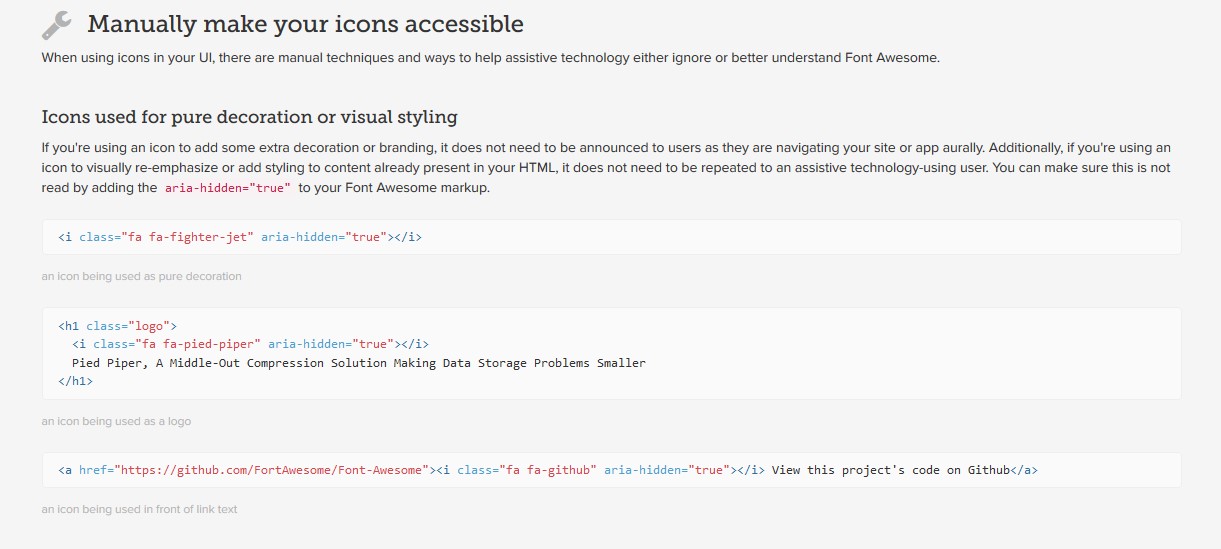 Manually make your icons accessible
When using icons in your UI, there are manual techniques and ways to help assistive technology either ignore or better understand Font Awesome.
Icons used for pure decoration or visual styling
If you're using an icon to add some extra decoration or branding, it does not need to be announced to users as they are navigating your site or app aurally. Additionally, if you're using an
icon to visually re-emphasize or add styling to content already present in your HTML, it does not need to be repeated to an assistive technology-using user. You can make sure this is not
read by adding the aria-hidden="true" to your Font Awesome markup.
<i class="fa fa-fighter-jet" aria-hidden="true"></i>
an icon being used as pure decoration
<h1 class="logo">
  <i class="fa fa-pied-piper" aria-hidden="true"></i>
  Pied Piper, A Middle-Out Compression Solution Making Data Storage Problems Smaller
</h1>
an icon being used as a logo
<a href="https://github.com/FortAwesome/Font-Awesome"><i class="fa fa-github" aria-hidden="true"></i> View this project's code on Github</a>
an icon being used in front of link text